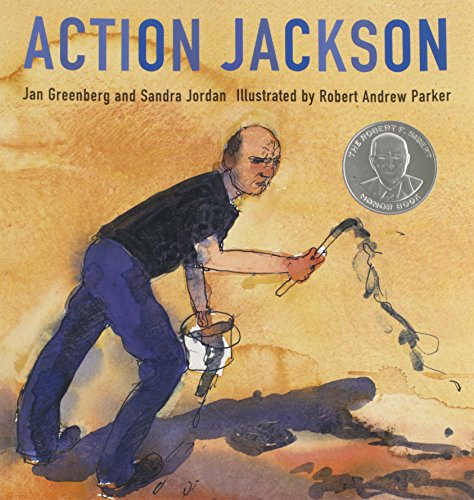 ACTION JACKSON
Jan Greenberg and Sandra Jordan Illustrated by Robert Andrew Parker
THE ROBERT F. SIBERT
HONOR BOOK